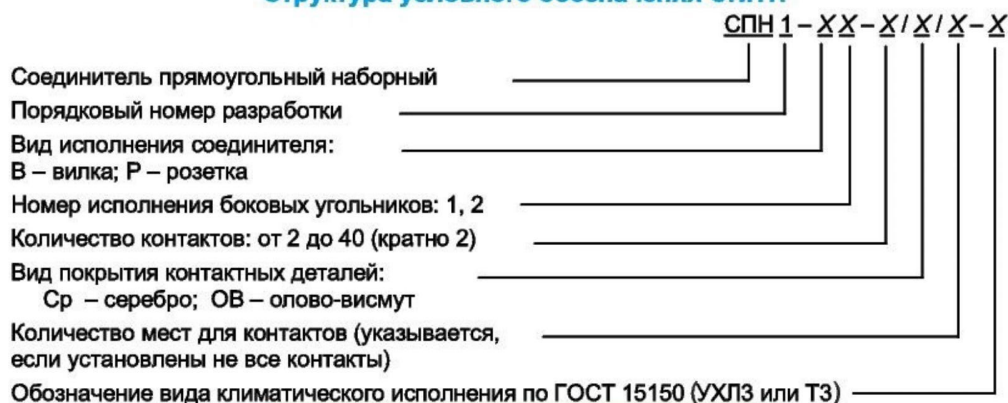 СПН 1 – Х Х – Х / Х / Х – Х
Соединитель прямоугольный наборный
Порядковый номер разработки
Вид исполнения соединителя:
В – вилка; Р – розетка
Номер исполнения боковых угольников: 1, 2
Количество контактов: от 2 до 40 (кратно 2)
Вид покрытия контактных деталей:
Ср – серебро; ОВ – олово-висмут
Количество мест для контактов (указывается,
если установлены не все контакты)
Обозначение вида климатического исполнения по ГОСТ 15150 (УХЛ3 или Т3)